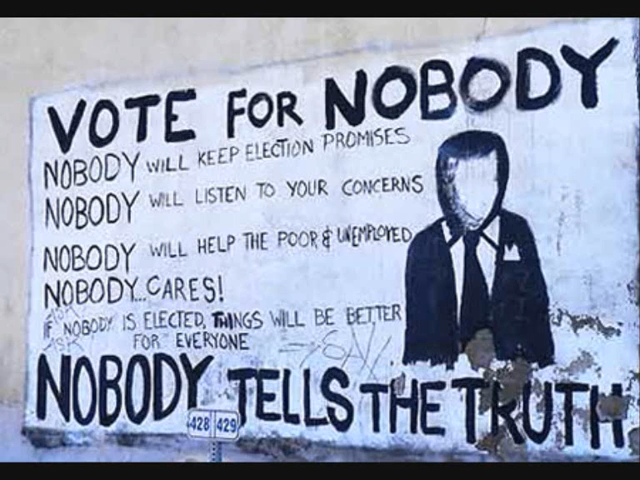 VOTE FOR NOBODY
NOBODY WILL KEEP ELECTION PROMISES
NOBODY WILL LISTEN TO YOUR CONCERNS
NOBODY WILL HELP THE POOR & UNEMPLOYED
NOBODY...CARES!
IF NOBODY IS ELECTED, THINGS WILL BE BETTER
FOR EVERYONE
NOBODY TELLS THE TRUTH
428 429